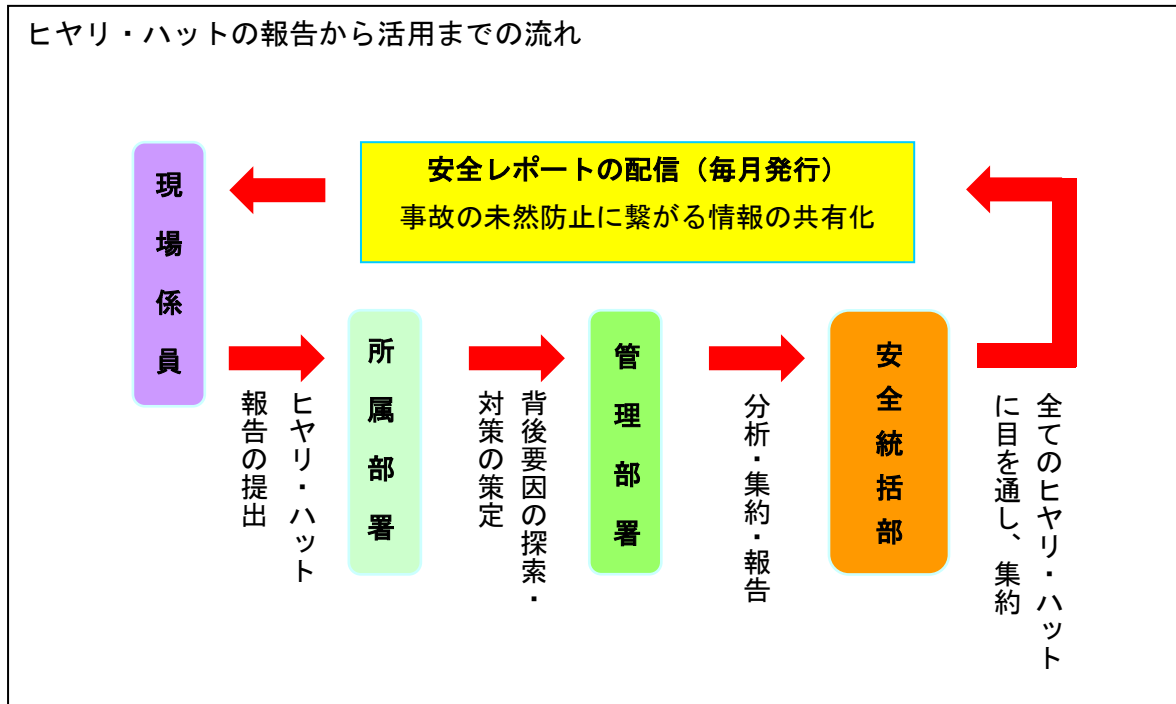 ヒヤリ・ハットの報告から活用までの流れ
安全レポートの配信（毎月発行）
事故の未然防止に繋がる情報の共有化
現場係員
ヒヤリ・ハット
報告の提出
所属部署
背後要因の探索・
対策の策定
管理部署
分析・集約・報告
安全統括部
全てのヒヤリ・ハット
に目を通し、集約